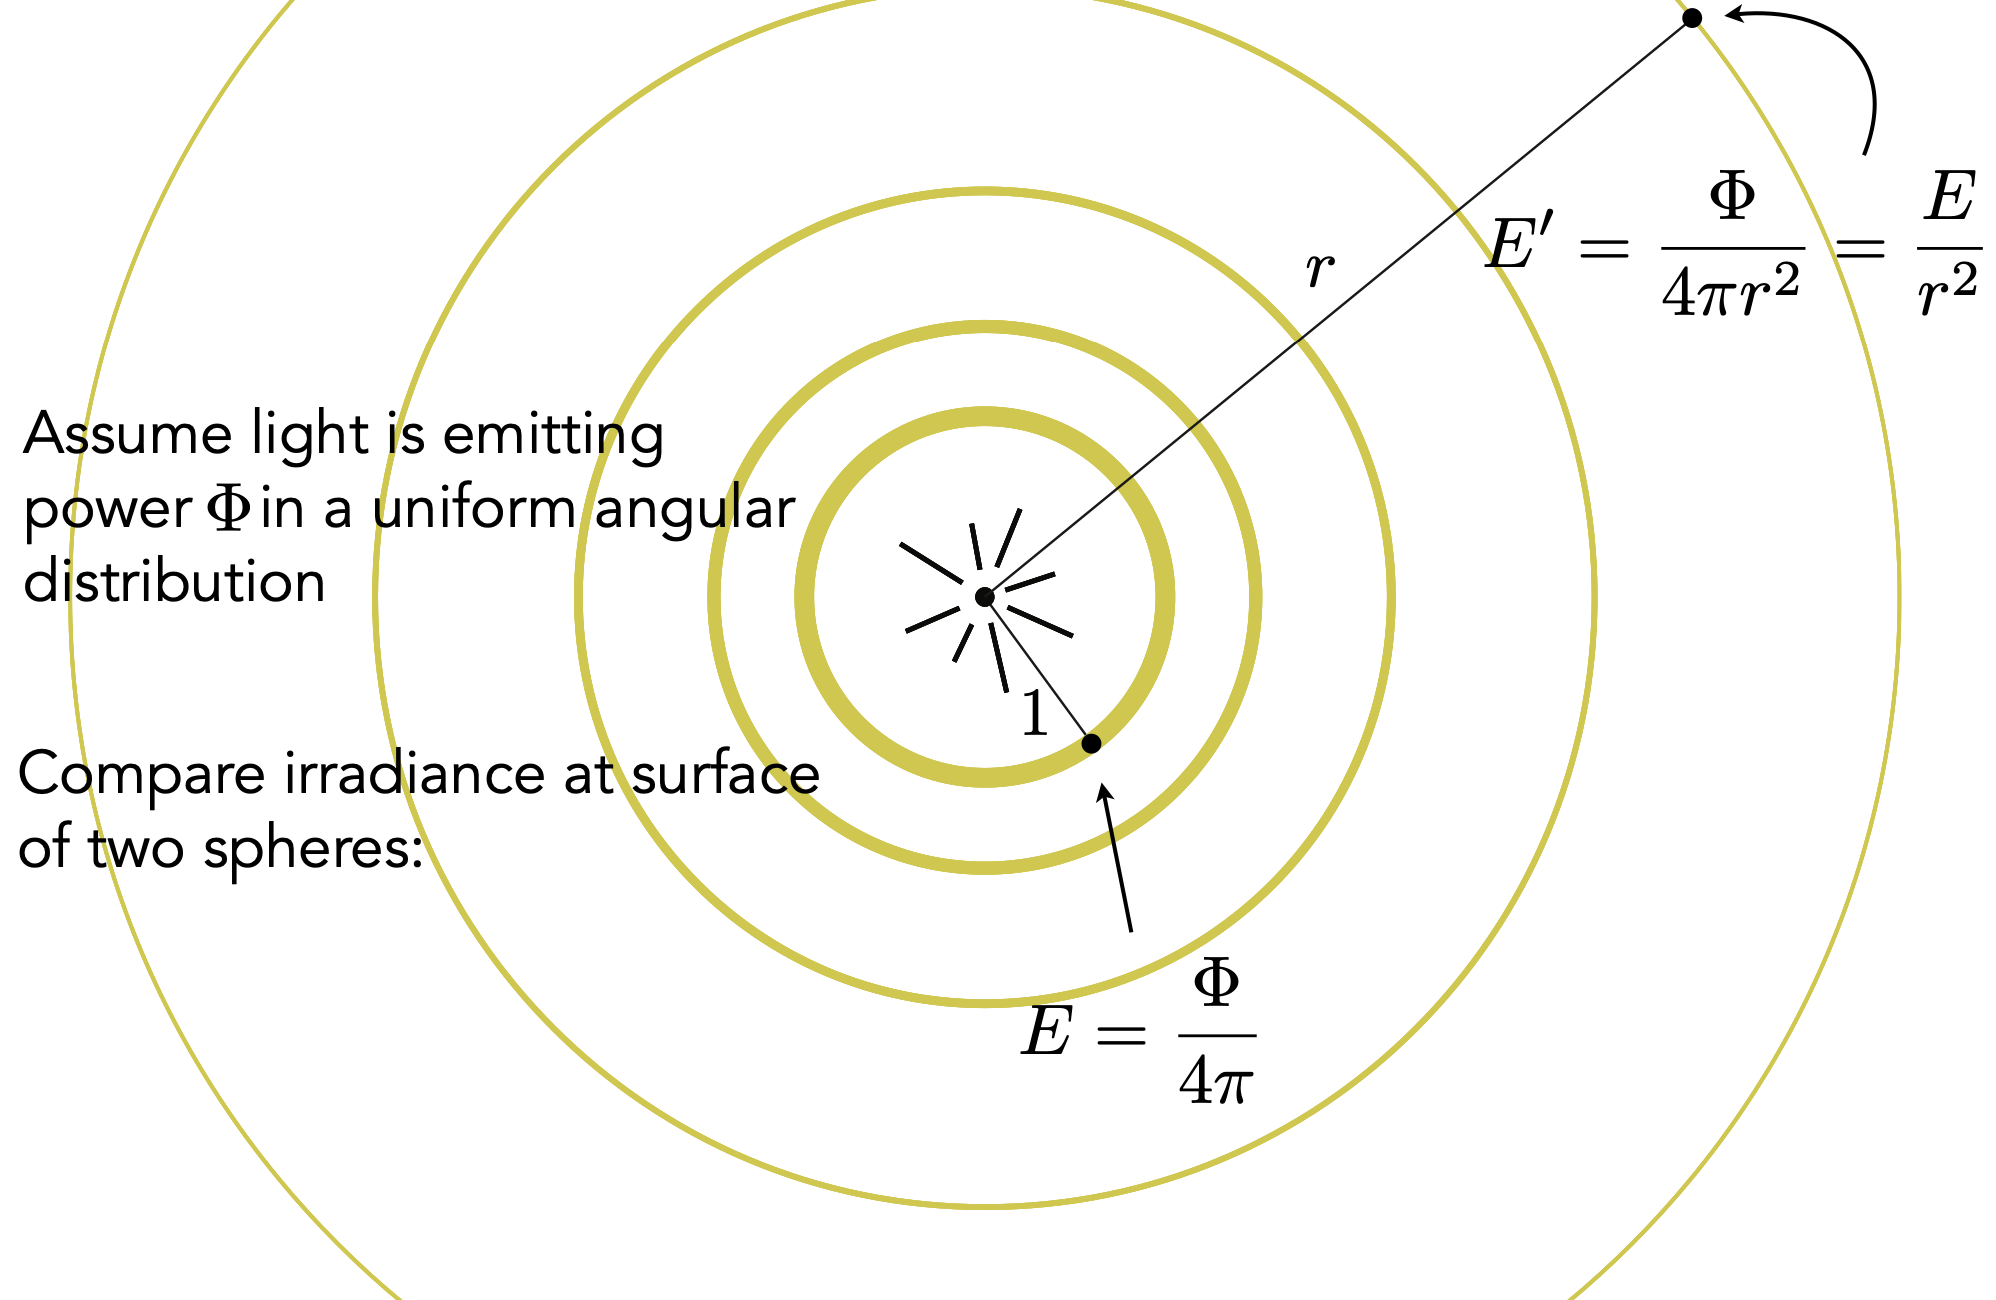 r
E′ = Φ / 4πr² = E / r²
Assume light is emitting
power Φ in a uniform angular
distribution
1
Compare irradiance at surface
of two spheres:
E = Φ / 4π